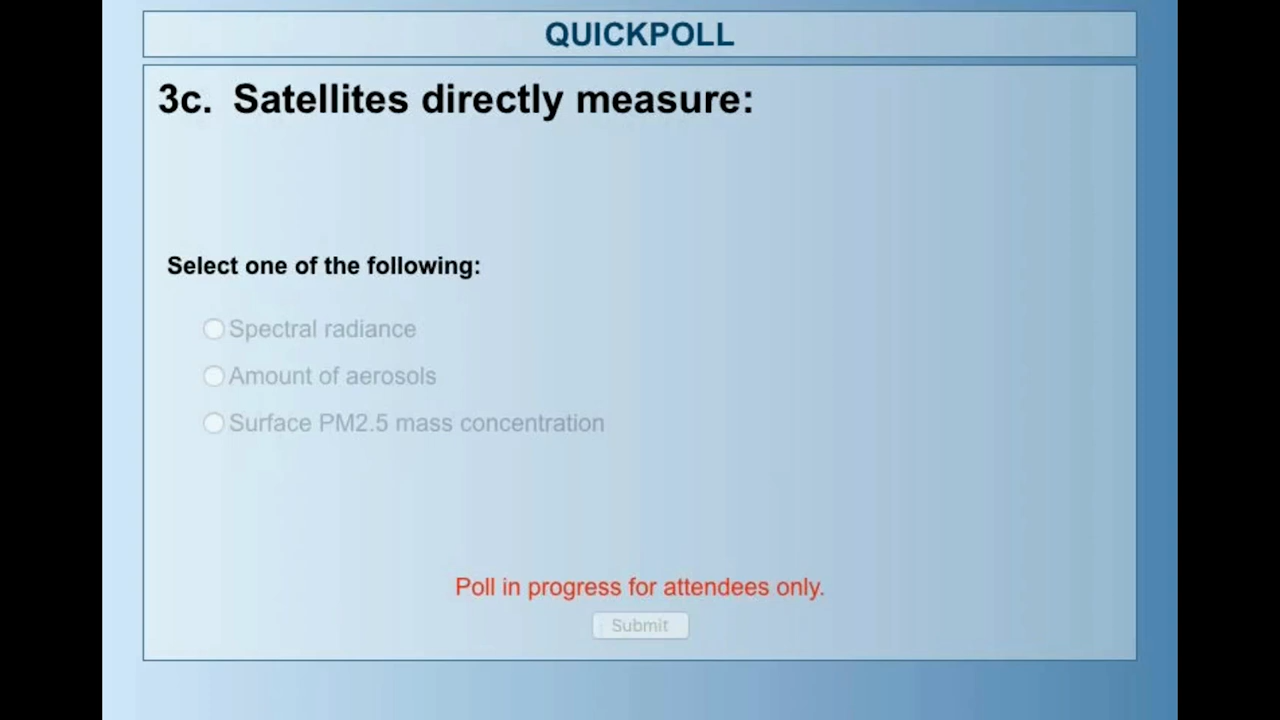 QUICKPOLL
3c. Satellites directly measure:
Select one of the following:
Spectral radiance
Amount of aerosols
Surface PM2.5 mass concentration
Poll in progress for attendees only.
Submit